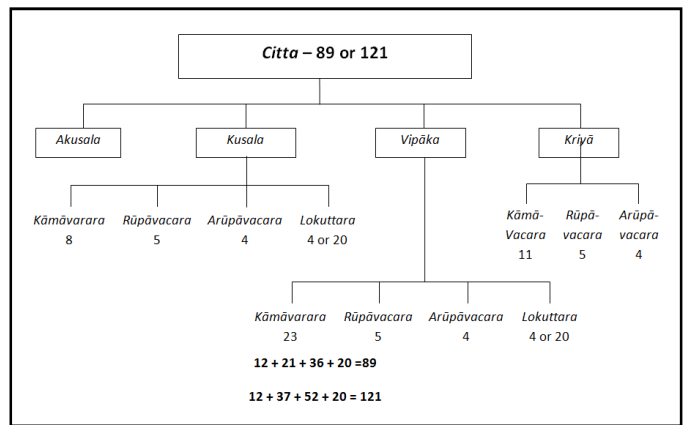 Citta – 89 or 121
Akusala
Kusala
Vipāka
Kriyā
Kāmāvarara
8
Rūpāvacara
5
Arūpāvacara
4
Lokuttara
4 or 20
Kāmā-
Vacara
11
Rūpā-
vacara
5
Arūpā-
vacara
4
Kāmāvarara
23
Rūpāvacara
5
Arūpāvacara
4
Lokuttara
4 or 20
12 + 21 + 36 + 20 =89
12 + 37 + 52 + 20 = 121